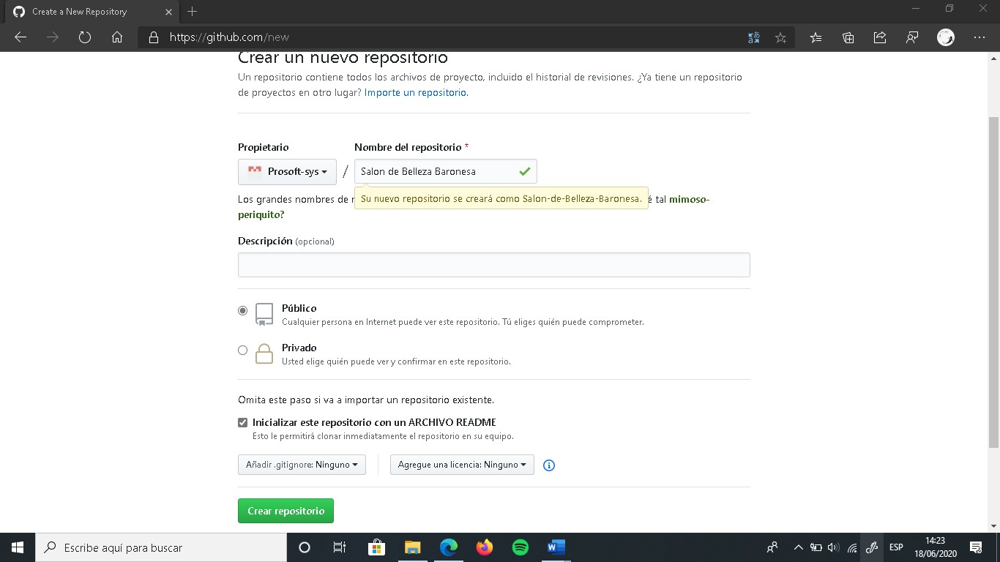 Create a New Repository
https://github.com/new
Crear un nuevo repositorio
Un repositorio contiene todos los archivos de proyecto, incluido el historial de revisiones. ¿Ya tiene un repositorio
de proyectos en otro lugar? Importe un repositorio.
Propietario
Nombre del repositorio *
Prosoft-sys
/
Salon de Belleza Baronesa
Los grandes nombres de
Su nuevo repositorio se creará como Salon-de-Belleza-Baronesa.
é tal mimoso-
periquito?
Descripción (opcional)
Público
Cualquier persona en Internet puede ver este repositorio. Tú eliges quién puede comprometer.
Privado
Usted elige quién puede ver y confirmar en este repositorio.
Omita este paso si va a importar un repositorio existente.
Inicializar este repositorio con un ARCHIVO README
Esto le permitirá clonar inmediatamente el repositorio en su equipo.
Añadir .gitignore: Ninguno
Agregue una licencia: Ninguno
Crear repositorio
Escribe aquí para buscar
ESP
14:23
18/06/2020